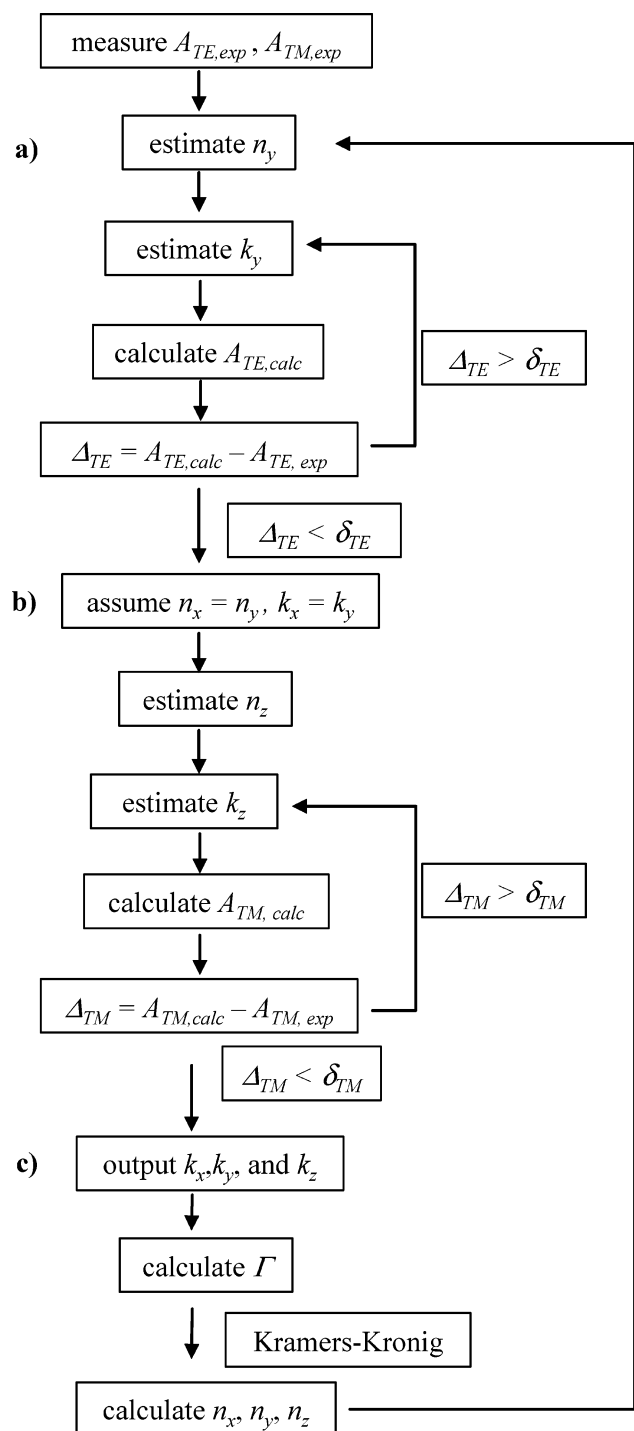 measure A_TE,exp , A_TM,exp
a)
estimate n_y
estimate k_y
calculate A_TE,calc
Δ_TE > δ_TE
Δ_TE = A_TE,calc – A_TE, exp
Δ_TE < δ_TE
b)
assume n_x = n_y, k_x = k_y
estimate n_z
estimate k_z
calculate A_TM, calc
Δ_TM > δ_TM
Δ_TM = A_TM,calc – A_TM, exp
Δ_TM < δ_TM
c)
output k_x,k_y, and k_z
calculate Γ
Kramers-Kronig
calculate n_x, n_y, n_z